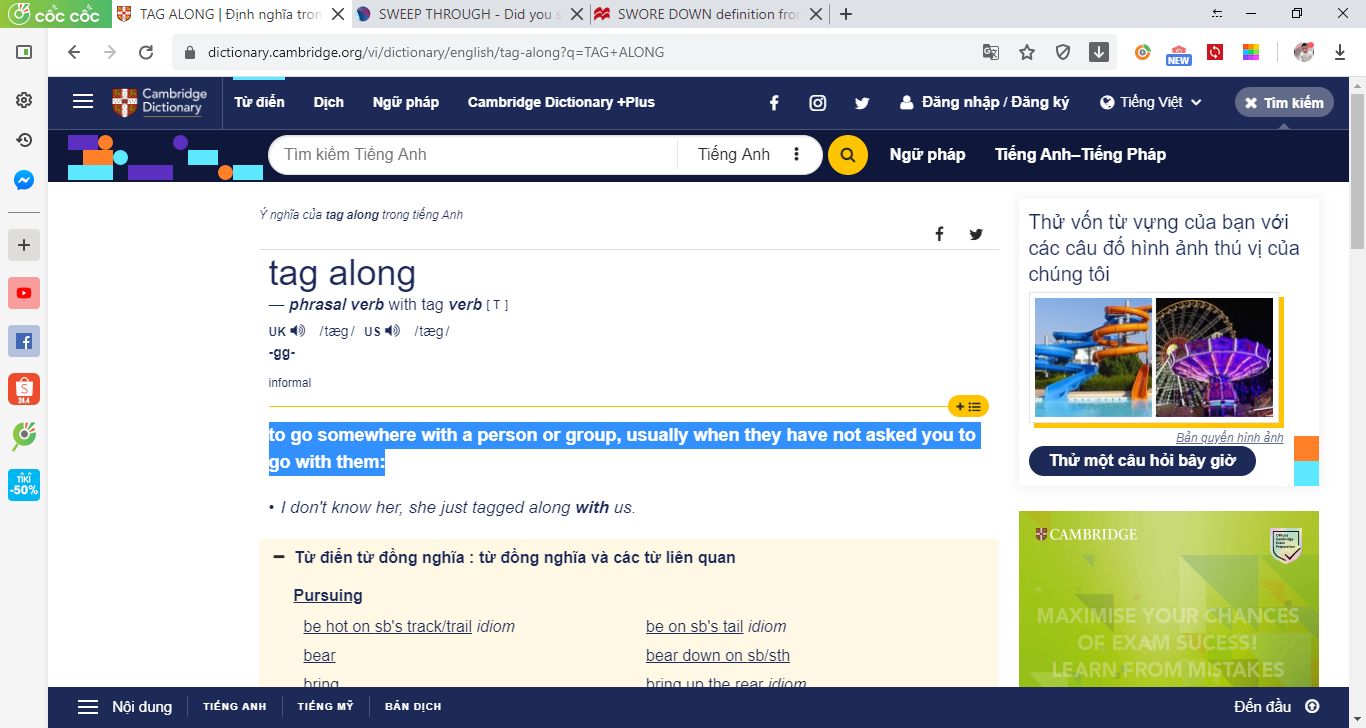 cốc cốc
TAG ALONG | Định nghĩa tron
SWEEP THROUGH - Did you s
SWORE DOWN definition fron
dictionary.cambridge.org/vi/dictionary/english/tag-along?q=TAG+ALONG
NEW
Cambridge
Dictionary
Từ điển
Dịch
Ngữ pháp
Cambridge Dictionary +Plus
Đăng nhập / Đăng ký
Tiếng Việt
Tìm kiếm
Tìm kiếm Tiếng Anh
Tiếng Anh
Ngữ pháp
Tiếng Anh–Tiếng Pháp
Ý nghĩa của tag along trong tiếng Anh
tag along
— phrasal verb with tag verb [ T ]
UK /tæɡ/ US /tæɡ/
-gg-
informal
to go somewhere with a person or group, usually when they have not asked you to
go with them:
• I don't know her, she just tagged along with us.
Từ điển từ đồng nghĩa : từ đồng nghĩa và các từ liên quan
Pursuing
be hot on sb's track/trail idiom
be on sb's tail idiom
bear
bear down on sb/sth
bring
bring up the rear idiom
Thử vốn từ vựng của bạn với
các câu đố hình ảnh thú vị của
chúng tôi
Bản quyền hình ảnh
Thử một câu hỏi bây giờ
CAMBRIDGE
MAXIMISE YOUR CHANCES
OF EXAM SUCESS!
LEARN FROM MISTAKES
24.4
TIKI
-50%
Nội dung
TIẾNG ANH
TIẾNG MỸ
BẢN DỊCH
Đến đầu